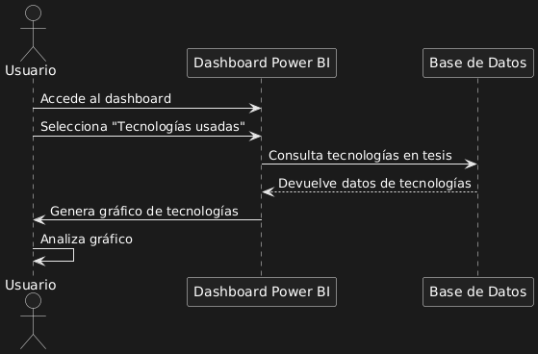 Usuario
Dashboard Power BI
Base de Datos
Accede al dashboard
Selecciona "Tecnologías usadas"
Consulta tecnologías en tesis
Devuelve datos de tecnologías
Genera gráfico de tecnologías
Analiza gráfico
Usuario
Dashboard Power BI
Base de Datos